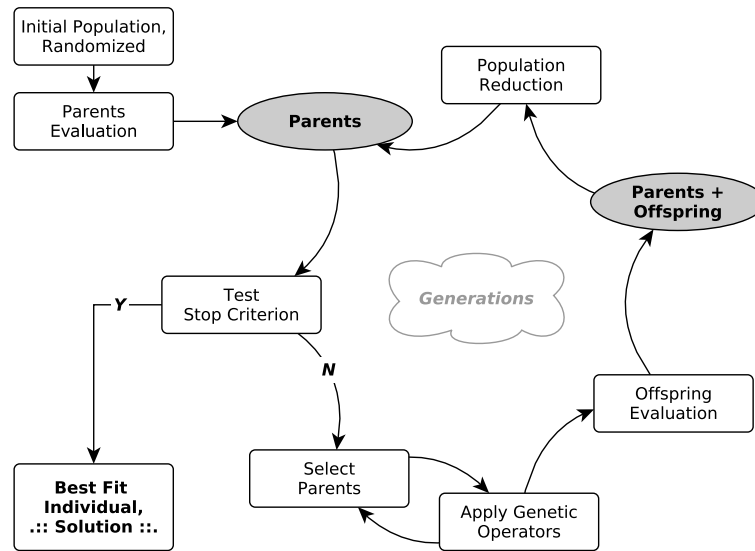 Initial Population,
Randomized
Parents
Evaluation
Parents
Population
Reduction
Parents +
Offspring
Test
Stop Criterion
Y
Generations
N
Offspring
Evaluation
Select
Parents
Best Fit
Individual,
.:: Solution ::.
Apply Genetic
Operators